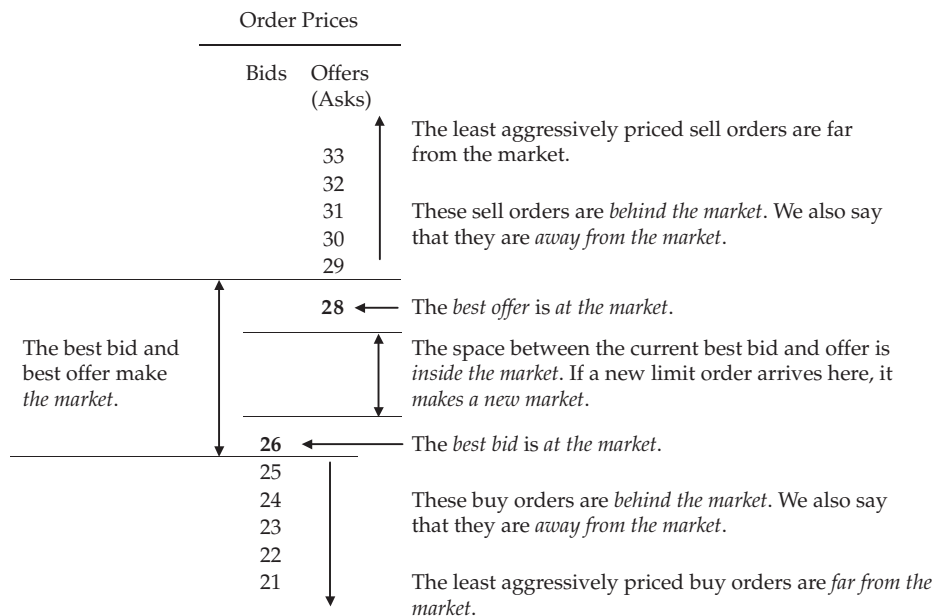 Order Prices
Bids Offers
(Asks)
The least aggressively priced sell orders are far
from the market.
33
32
31
These sell orders are behind the market. We also say
that they are away from the market.
30
29
28
The best offer is at the market.
The best bid and
best offer make
the market.
The space between the current best bid and offer is
inside the market. If a new limit order arrives here, it
makes a new market.
26
The best bid is at the market.
25
24
23
22
21
These buy orders are behind the market. We also say
that they are away from the market.
The least aggressively priced buy orders are far from the
market.